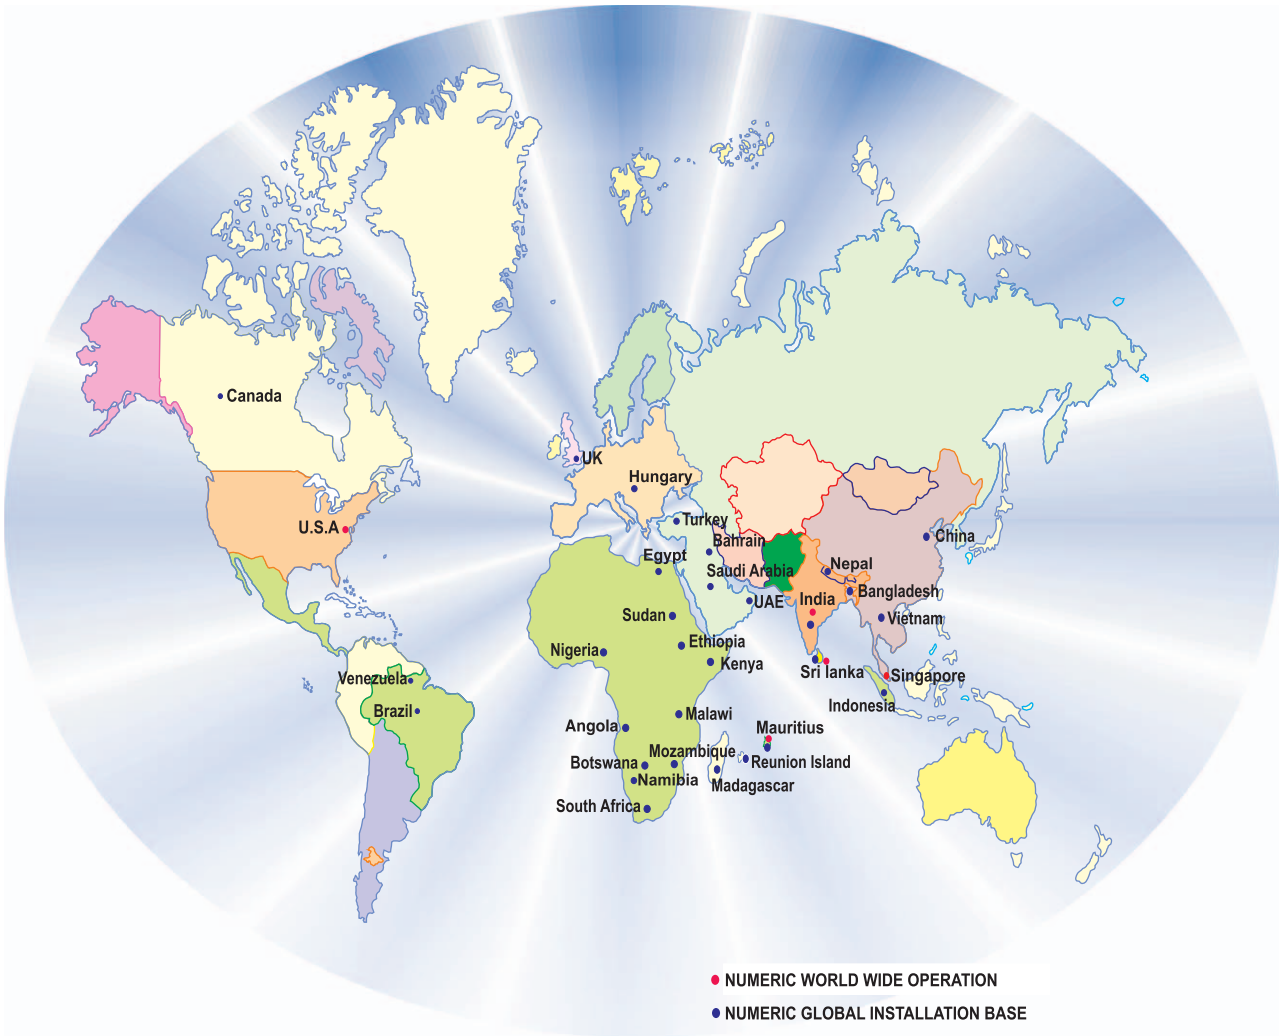 Canada
UK
Hungary
U.S.A
Turkey
Bahrain
China
Egypt
Nepal
Saudi Arabia
Bangladesh
UAE
India
Sudan
Vietnam
Ethiopia
Nigeria
Kenya
Sri lanka
Singapore
Venezuela
Indonesia
Brazil
Malawi
Angola
Mauritius
Mozambique
Botswana
Reunion Island
Namibia
Madagascar
South Africa
NUMERIC WORLD WIDE OPERATION
NUMERIC GLOBAL INSTALLATION BASE